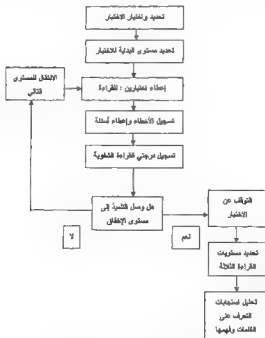 تحديد واختيار الاختبار
تحديد مستوى البداية للاختبار
الانتقال للمستوى
التالي
إعطاء اختبارين : للقراءة
تسجيل الأخطاء وإعطاء أسئلة
تسجيل درجتي القراءة الشفوية
هل وصل التلميذ إلى
مستوى الإخفاق
لا
نعم
التوقف عن
الاختبار
تحديد مستويات
القراءة الثلاثة
تحليل استجابات
التعرف على
الكلمات وفهمها